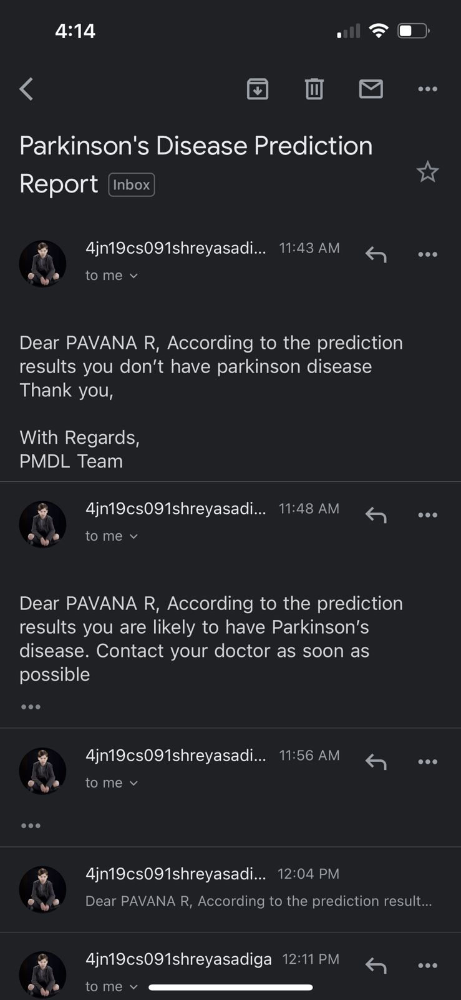 4:14
Parkinson's Disease Prediction
Report Inbox
4jn19cs091shreyasadi... 11:43 AM
to me
Dear PAVANA R, According to the prediction
results you don't have parkinson disease
Thank you,
With Regards,
PMDL Team
4jn19cs091shreyasadi... 11:48 AM
to me
Dear PAVANA R, According to the prediction
results you are likely to have Parkinson's
disease. Contact your doctor as soon as
possible
4jn19cs091shreyasadi... 11:56 AM
to me
4jn19cs091shreyasadi... 12:04 PM
Dear PAVANA R, According to the prediction result...
4jn19cs091shreyasadiga 12:11 PM
to me